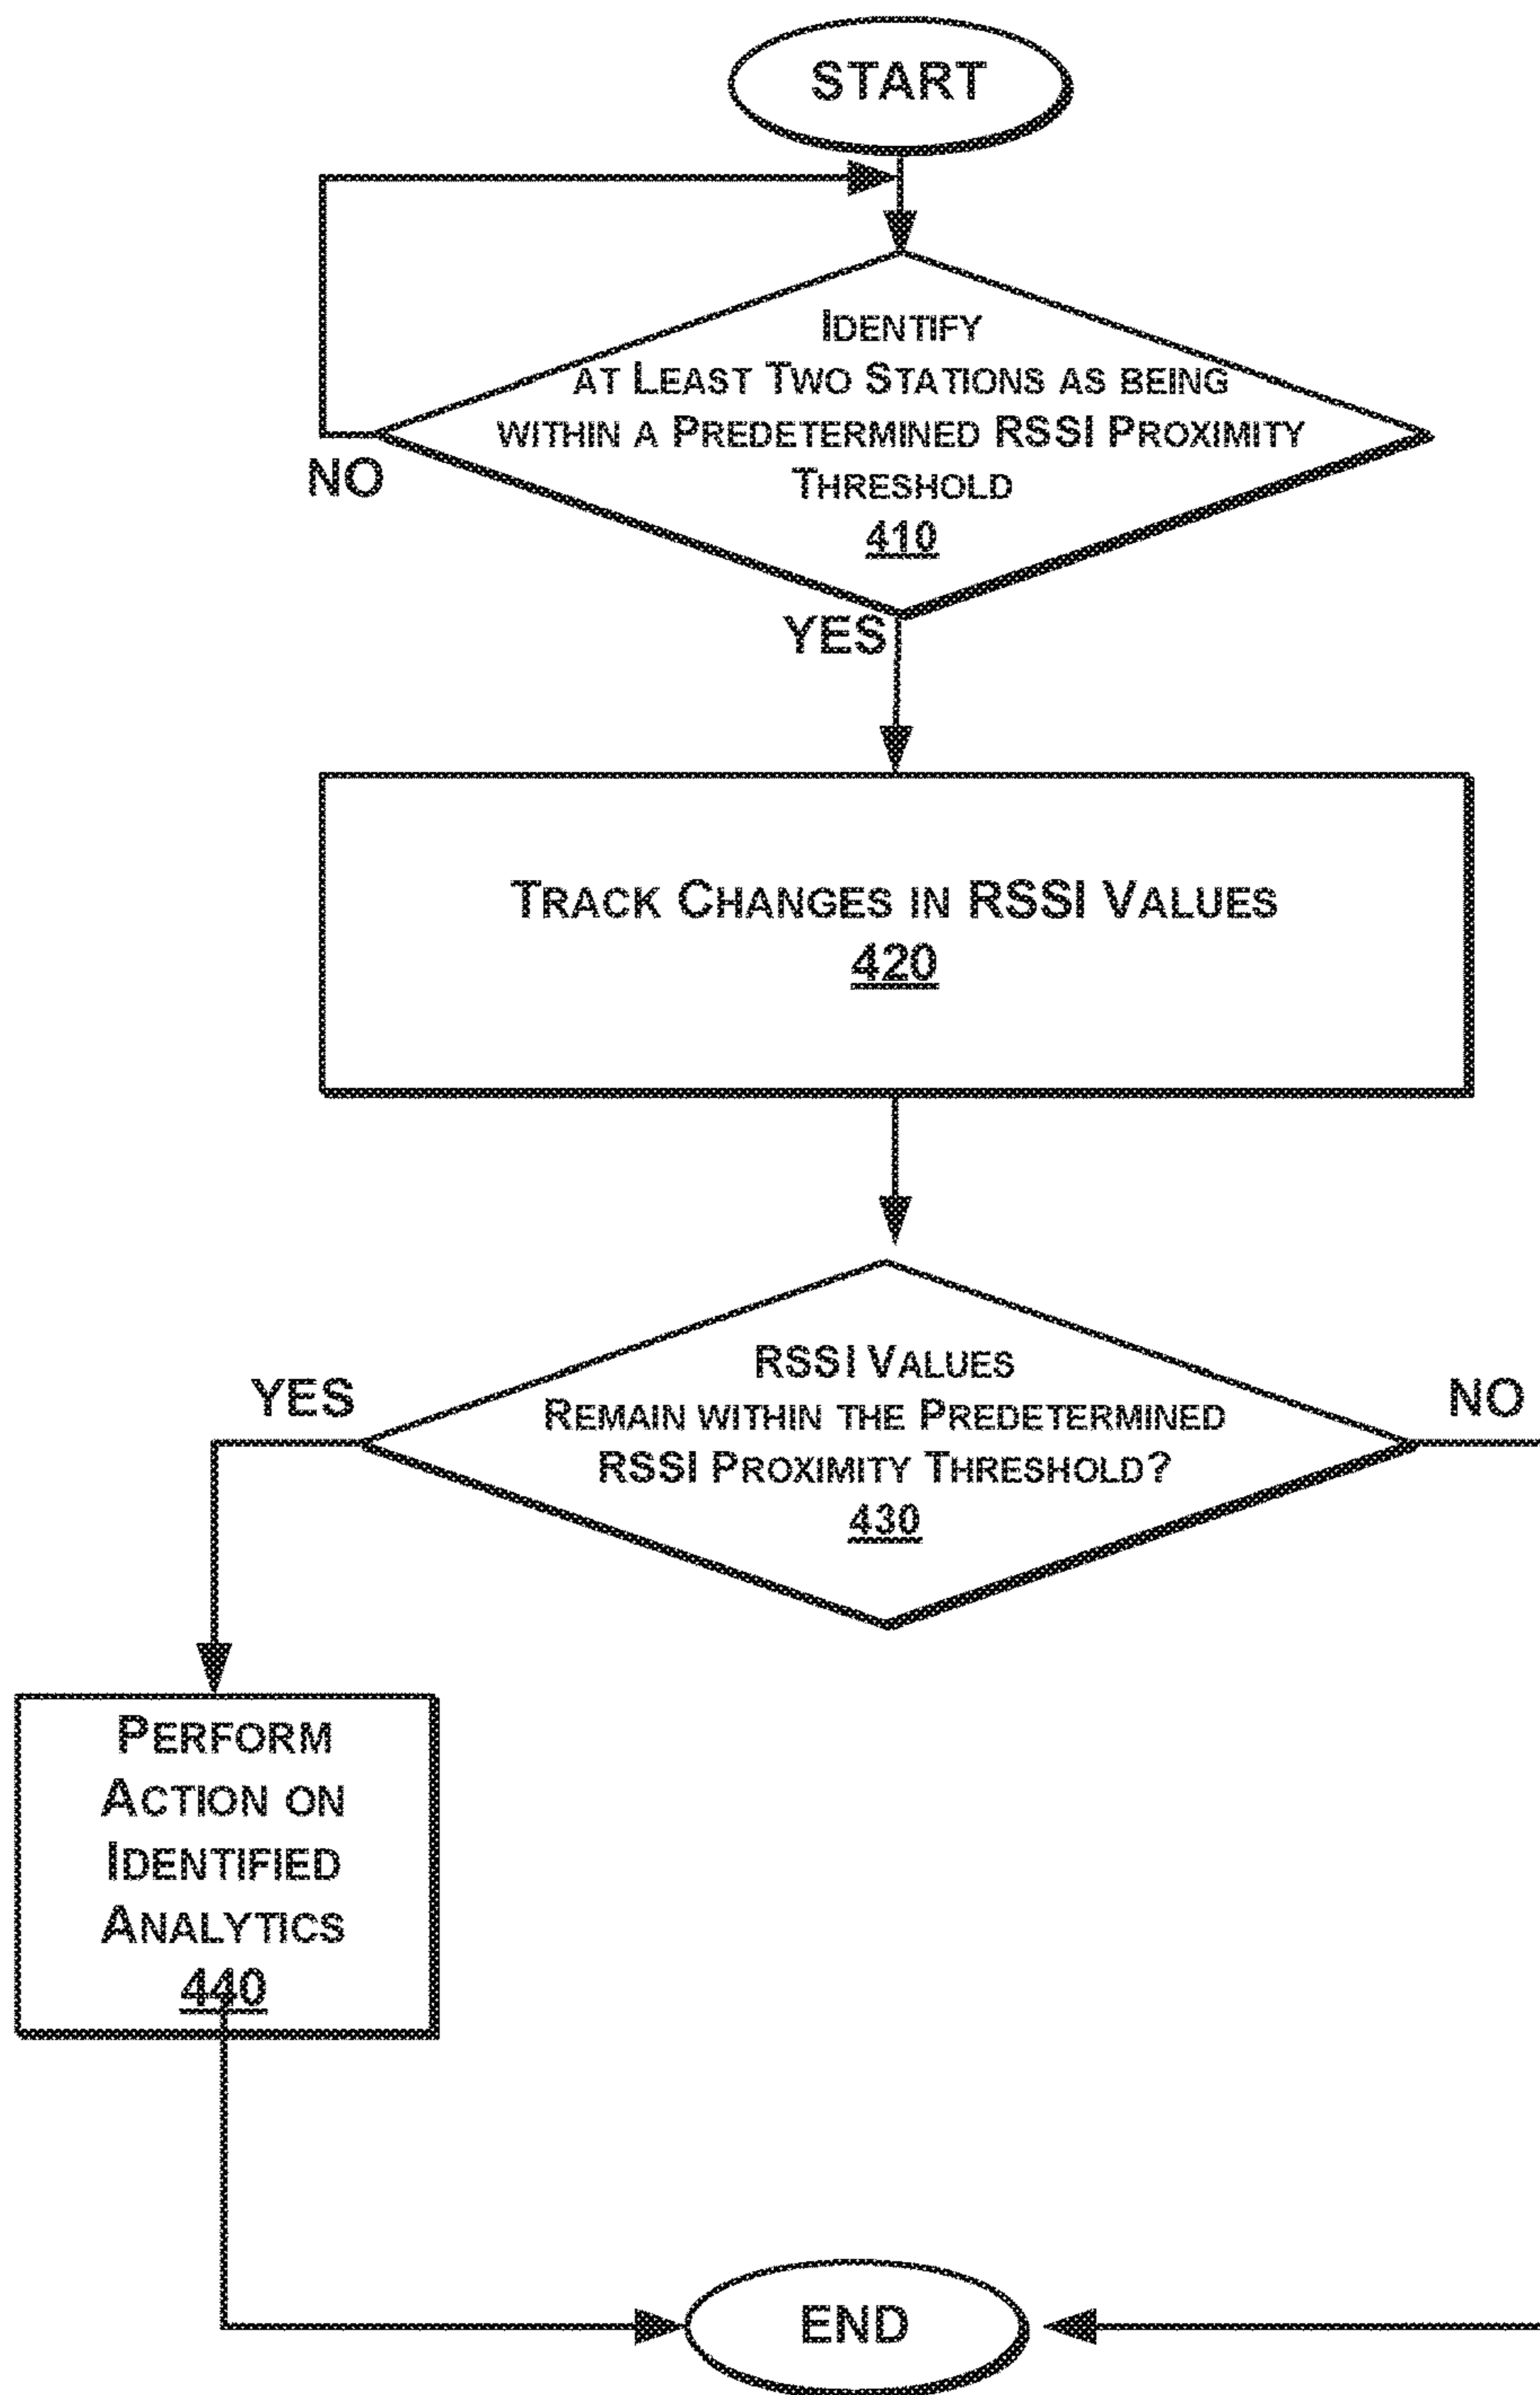 START
IDENTIFY
AT LEAST TWO STATIONS AS BEING
WITHIN A PREDETERMINED RSSI PROXIMITY
THRESHOLD
410
NO
YES
TRACK CHANGES IN RSSI VALUES
420
RSSI VALUES
REMAIN WITHIN THE PREDETERMINED
RSSI PROXIMITY THRESHOLD?
430
YES
NO
PERFORM
ACTION ON
IDENTIFIED
ANALYTICS
440
END